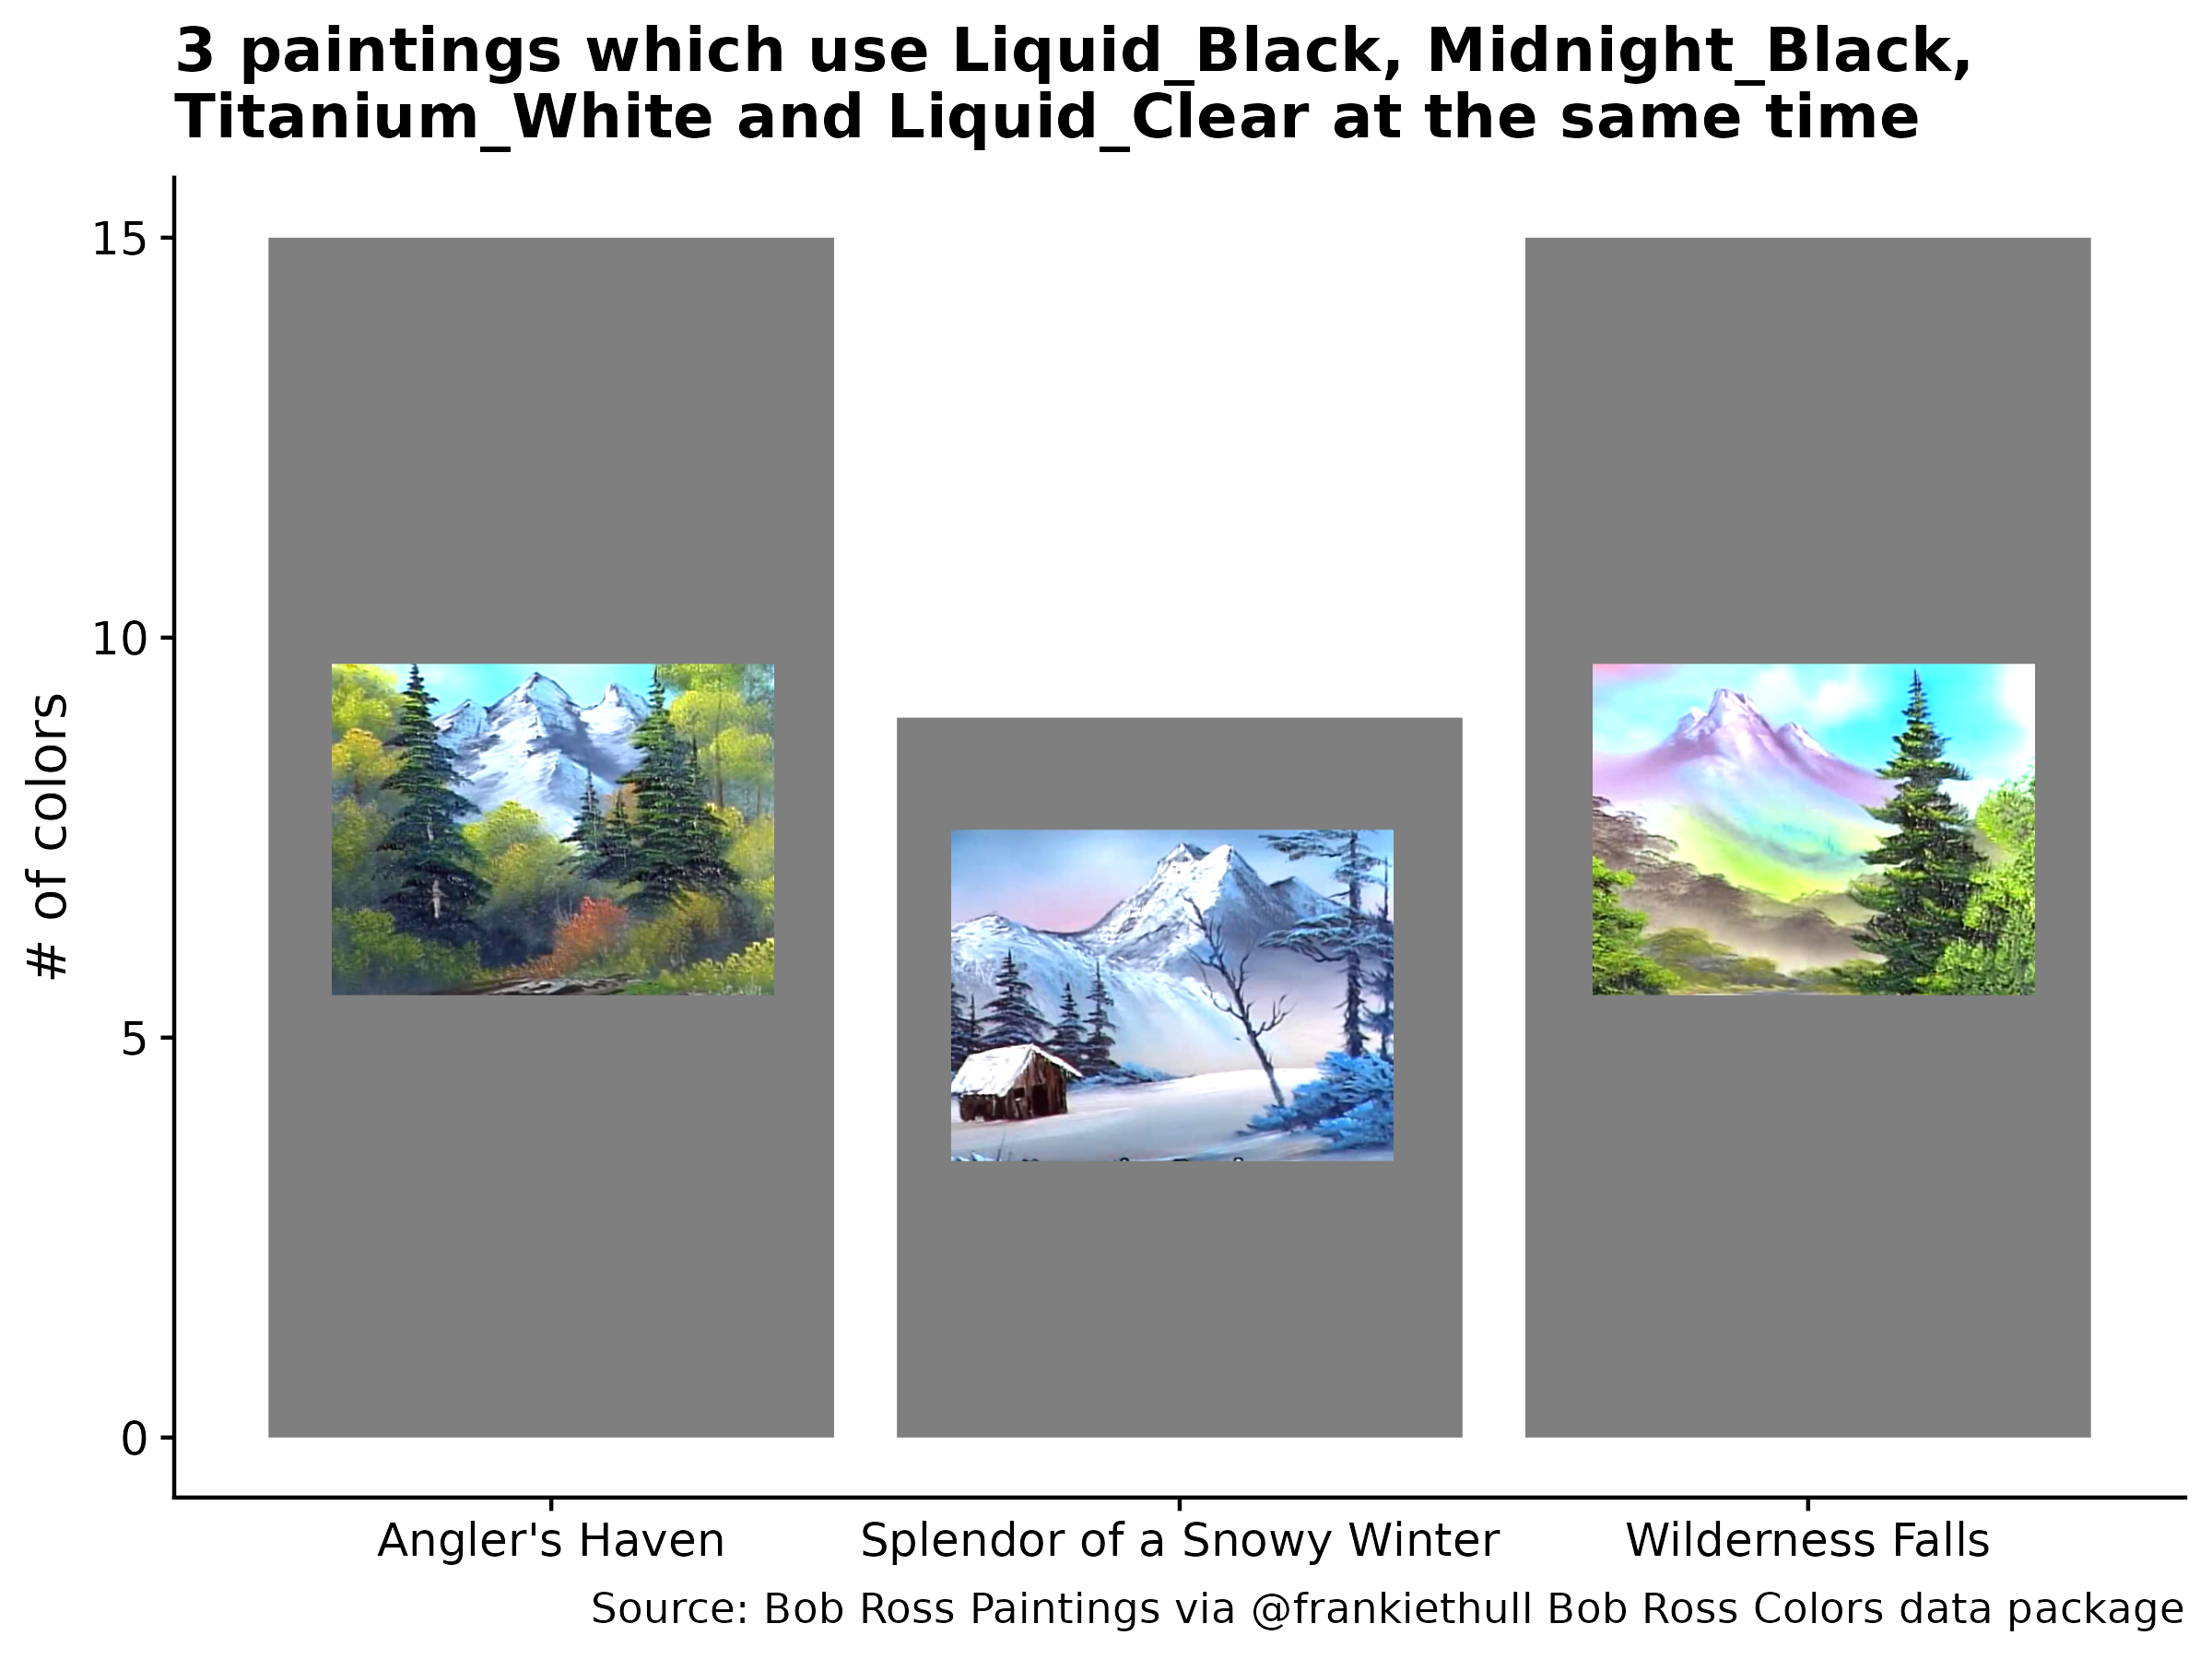 3 paintings which use Liquid_Black, Midnight_Black,
Titanium_White and Liquid_Clear at the same time
15
10
5
0
# of colors
Angler's Haven
Splendor of a Snowy Winter
Wilderness Falls
Source: Bob Ross Paintings via @frankiethull Bob Ross Colors data package